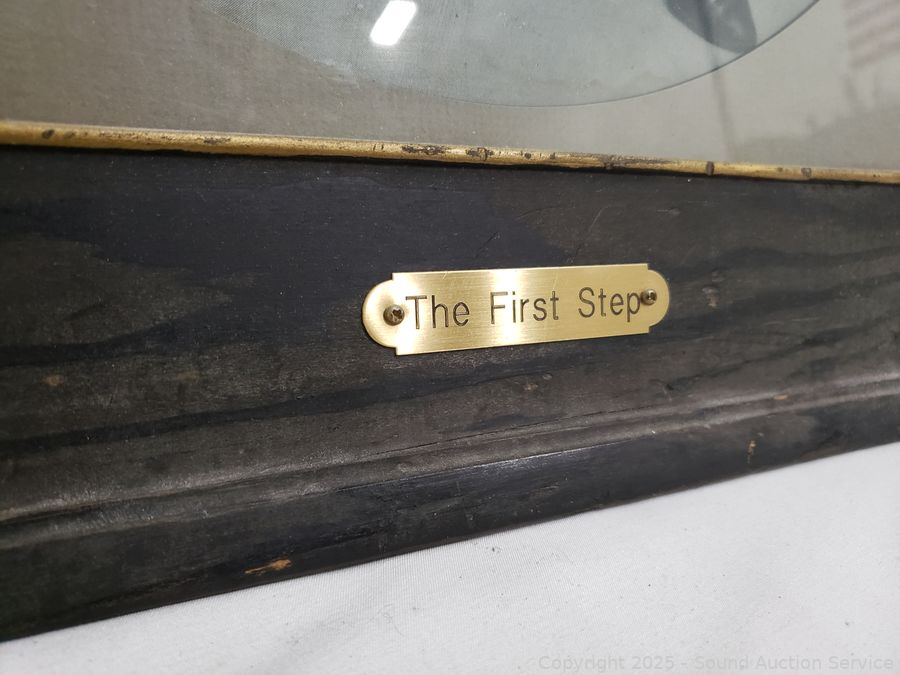 The First Step
Copyright 2025 - Sound Auction Service